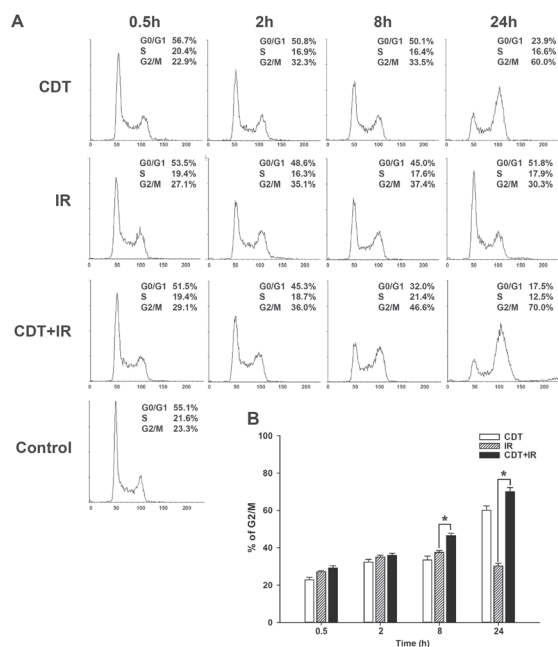 A
0.5h 2h 8h 24h
CDT
G0/G1 56.7%
S 20.4%
G2/M 22.9%
G0/G1 50.8%
S 16.9%
G2/M 32.3%
G0/G1 50.1%
S 16.4%
G2/M 33.5%
G0/G1 23.9%
S 16.6%
G2/M 60.0%
0 50 100 150 200 0 50 100 150 200 0 50 100 150 200 0 50 100 150 200
IR
G0/G1 53.5%
S 19.4%
G2/M 27.1%
G0/G1 48.6%
S 16.3%
G2/M 35.1%
G0/G1 45.0%
S 17.6%
G2/M 37.4%
G0/G1 51.8%
S 17.9%
G2/M 30.3%
0 50 100 150 200 0 50 100 150 200 0 50 100 150 200 0 50 100 150 200
CDT+IR
G0/G1 51.5%
S 19.4%
G2/M 29.1%
G0/G1 45.3%
S 18.7%
G2/M 36.0%
G0/G1 32.0%
S 21.4%
G2/M 46.6%
G0/G1 17.5%
S 12.5%
G2/M 70.0%
0 50 100 150 200 0 50 100 150 200 0 50 100 150 200 0 50 100 150 200
Control
G0/G1 55.1%
S 21.6%
G2/M 23.3%
0 50 100 150 200
B
100
80
60
40
20
0
% of G2/M
CDT
IR
CDT+IR
*
*
0.5 2 8 24
Time (h)